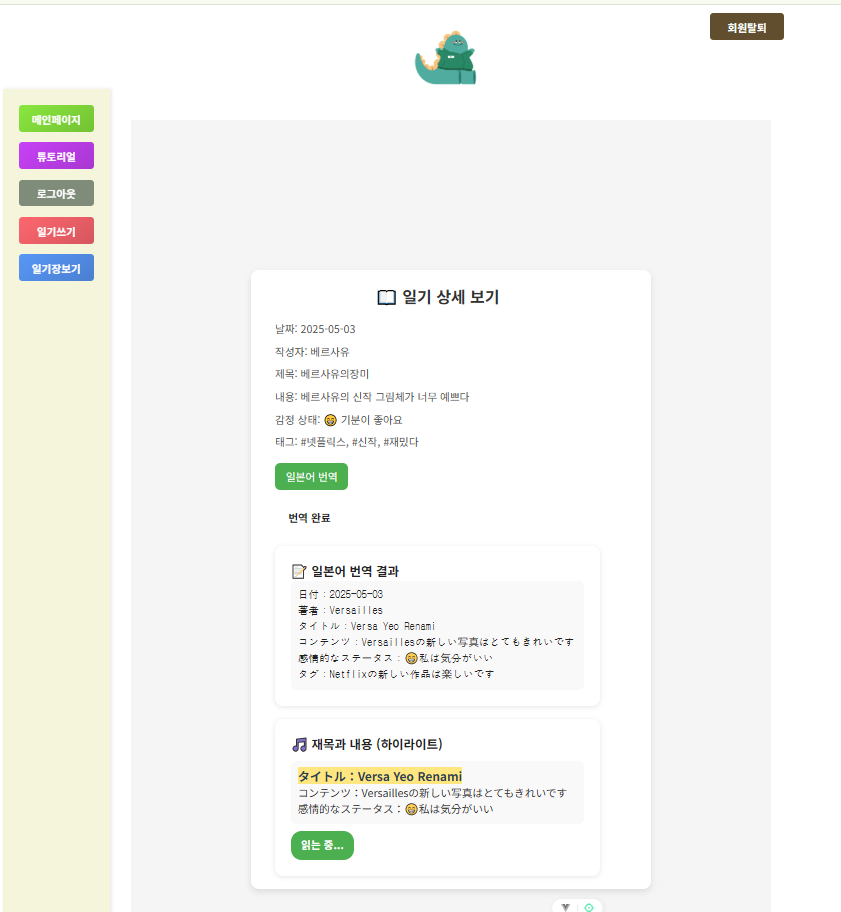 회원탈퇴
메인페이지
튜토리얼
로그아웃
일기쓰기
일기장보기
📖 일기 상세 보기
날짜: 2025-05-03
작성자: 베르사유
제목: 베르사유의장미
내용: 베르사유의 신작 그림체가 너무 예쁘다
감정 상태: 😄 기분이 좋아요
태그: #넷플릭스, #신작, #재밌다
일본어 번역
번역 완료
📝 일본어 번역 결과
日付：2025-05-03
著者：Versailles
タイトル：Versa Yeo Renami
コンテンツ：Versaillesの新しい写真はとてもきれいです
感情的なステータス：😄私は気分がいい
タグ：Netflixの新しい作品は楽しいです
🎵 재목과 내용 (하이라이트)
タイトル：Versa Yeo Renami
コンテンツ：Versaillesの新しい写真はとてもきれいです
感情的なステータス：😄私は気分がいい
읽는 중...